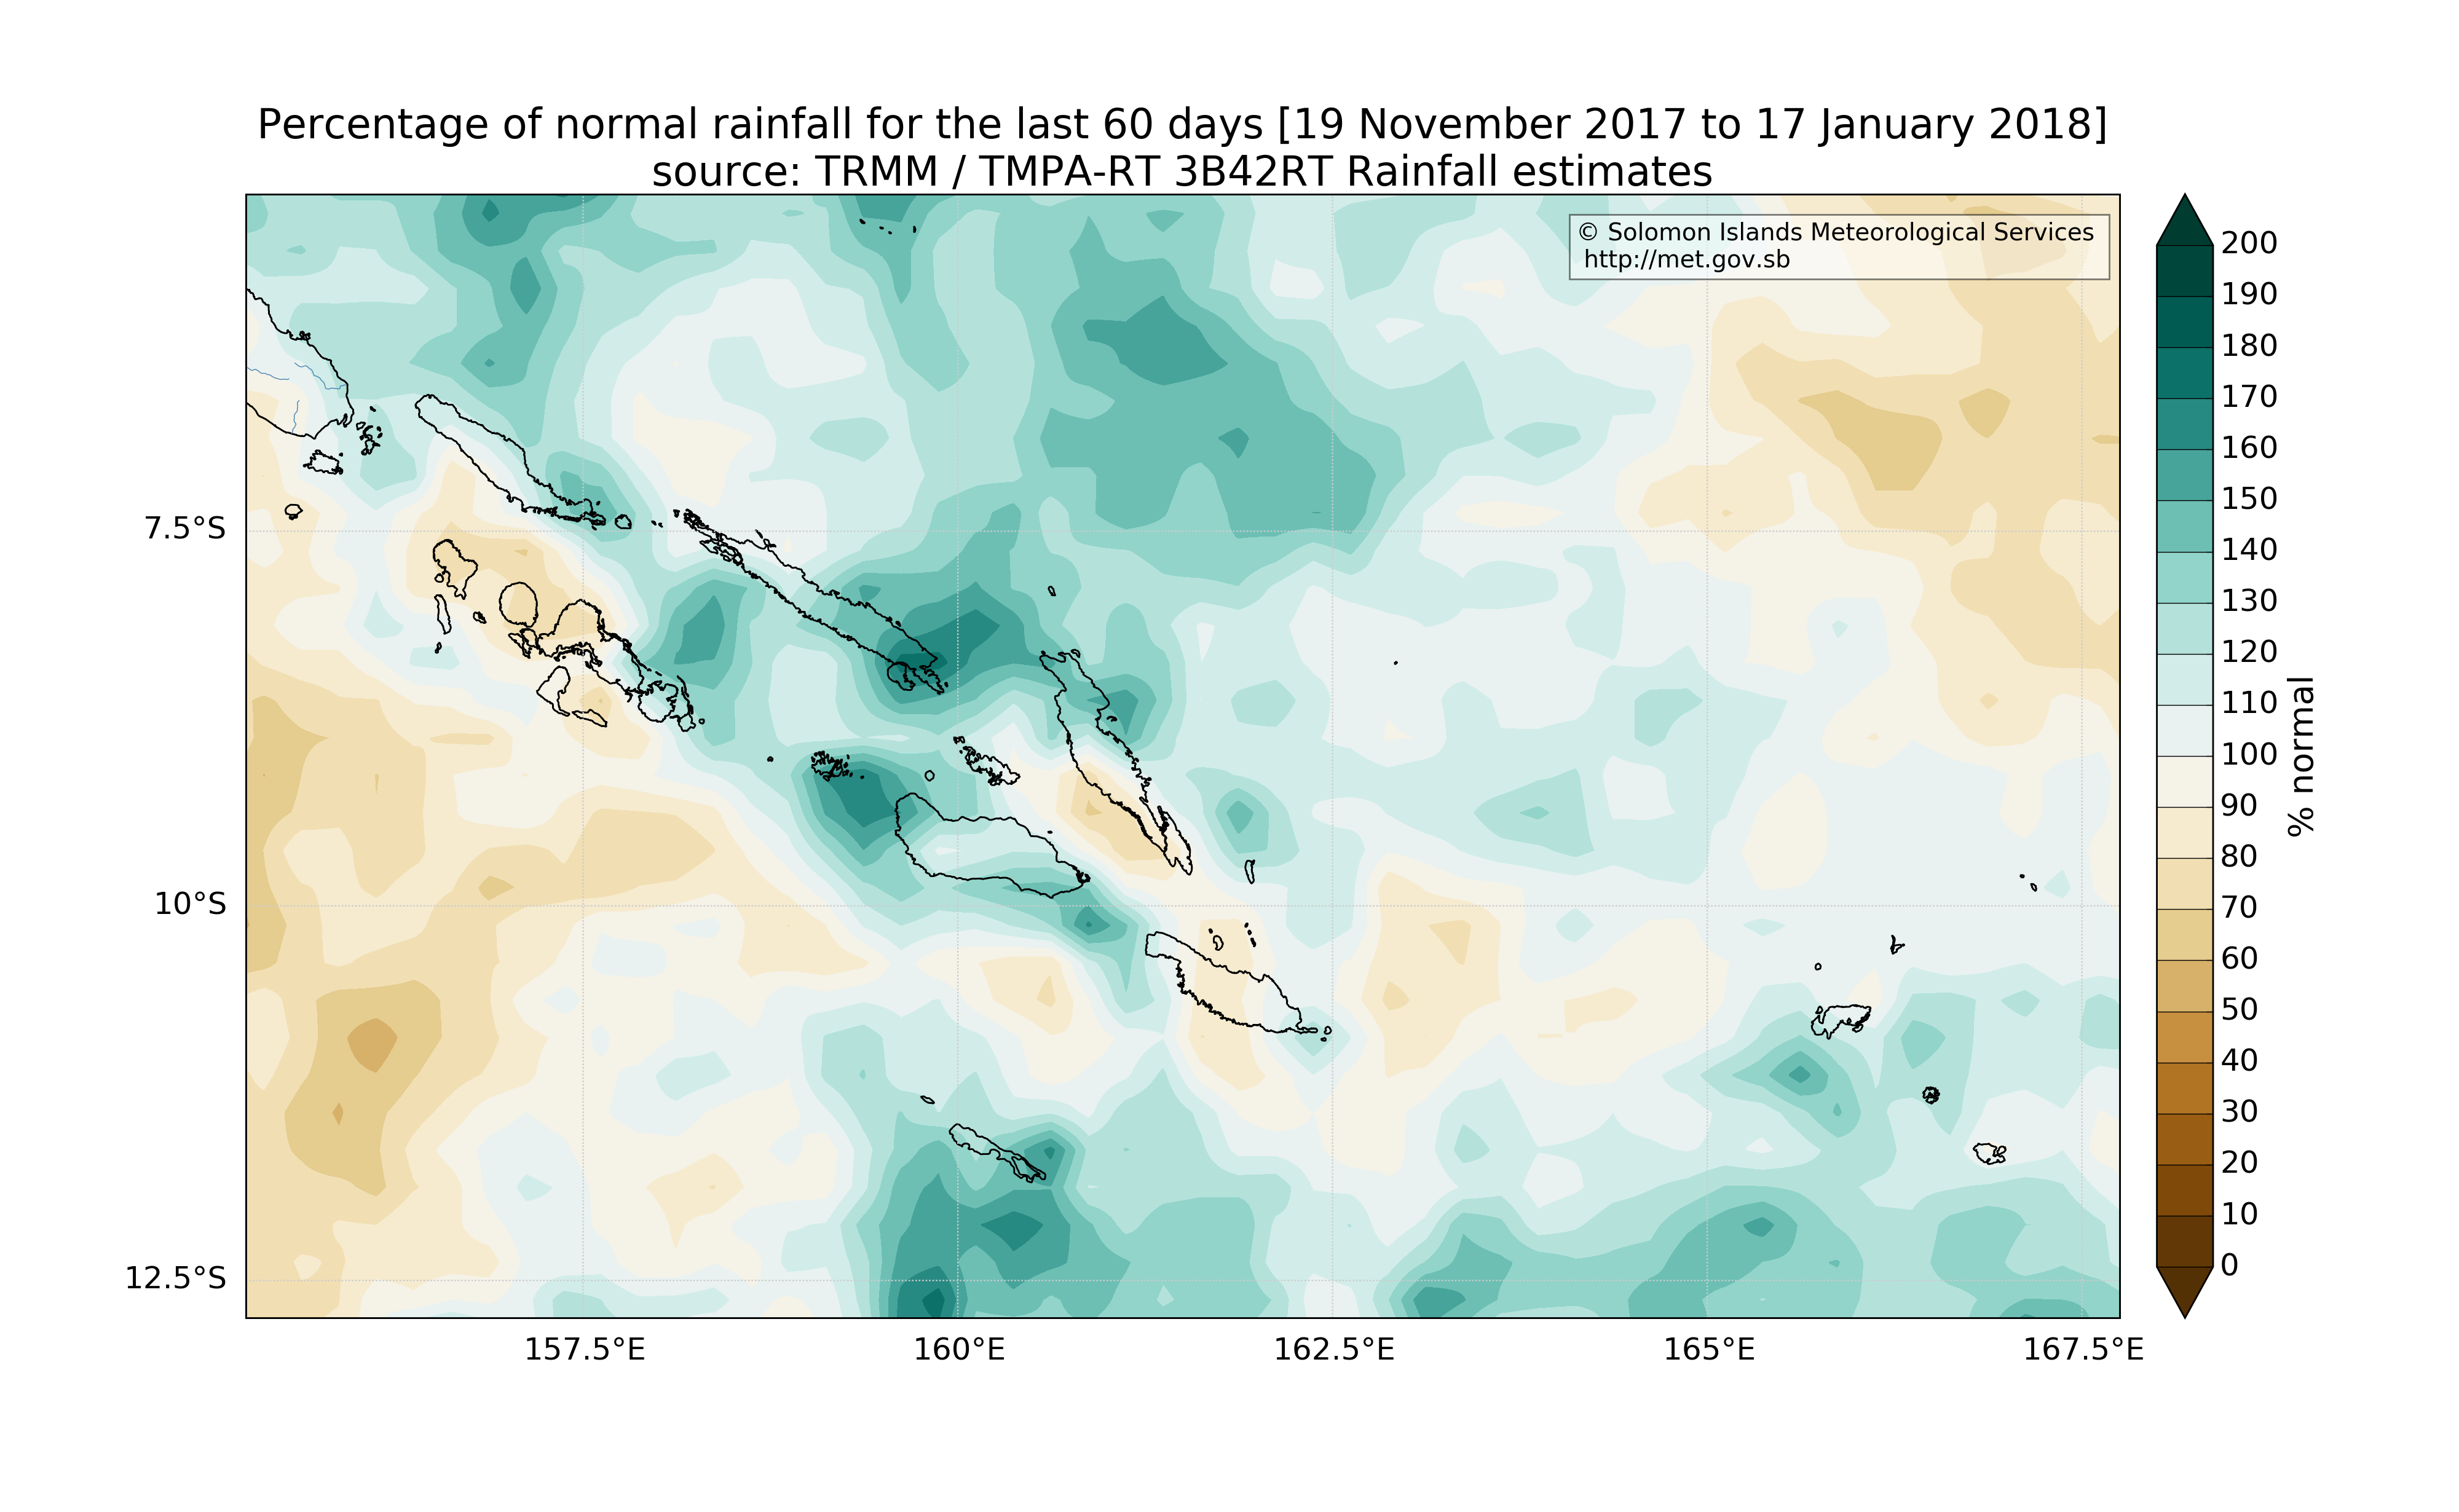 Percentage of normal rainfall for the last 60 days [19 November 2017 to 17 January 2018]
source: TRMM / TMPA-RT 3B42RT Rainfall estimates
© Solomon Islands Meteorological Services
http://met.gov.sb
7.5°S
10°S
12.5°S
157.5°E
160°E
162.5°E
165°E
167.5°E
200
190
180
170
160
150
140
130
120
110
100
90
80
70
60
50
40
30
20
10
0
% normal